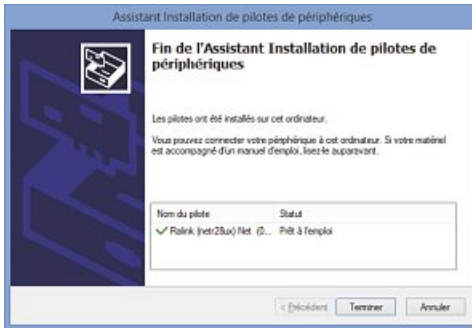 Assistant Installation de pilotes de périphériques
Fin de l'Assistant Installation de pilotes de
périphériques
Les pilotes ont été installés sur cet ordinateur.
Vous pouvez connecter votre périphérique à cet ordinateur. Si votre matériel
est accompagné d'un manuel d'emploi, lisez-le auparavant.
Nom du pilote Statut
Ralink (netr28ux) Net (0... Prêt à l'emploi
< Précédent Terminer Annuler